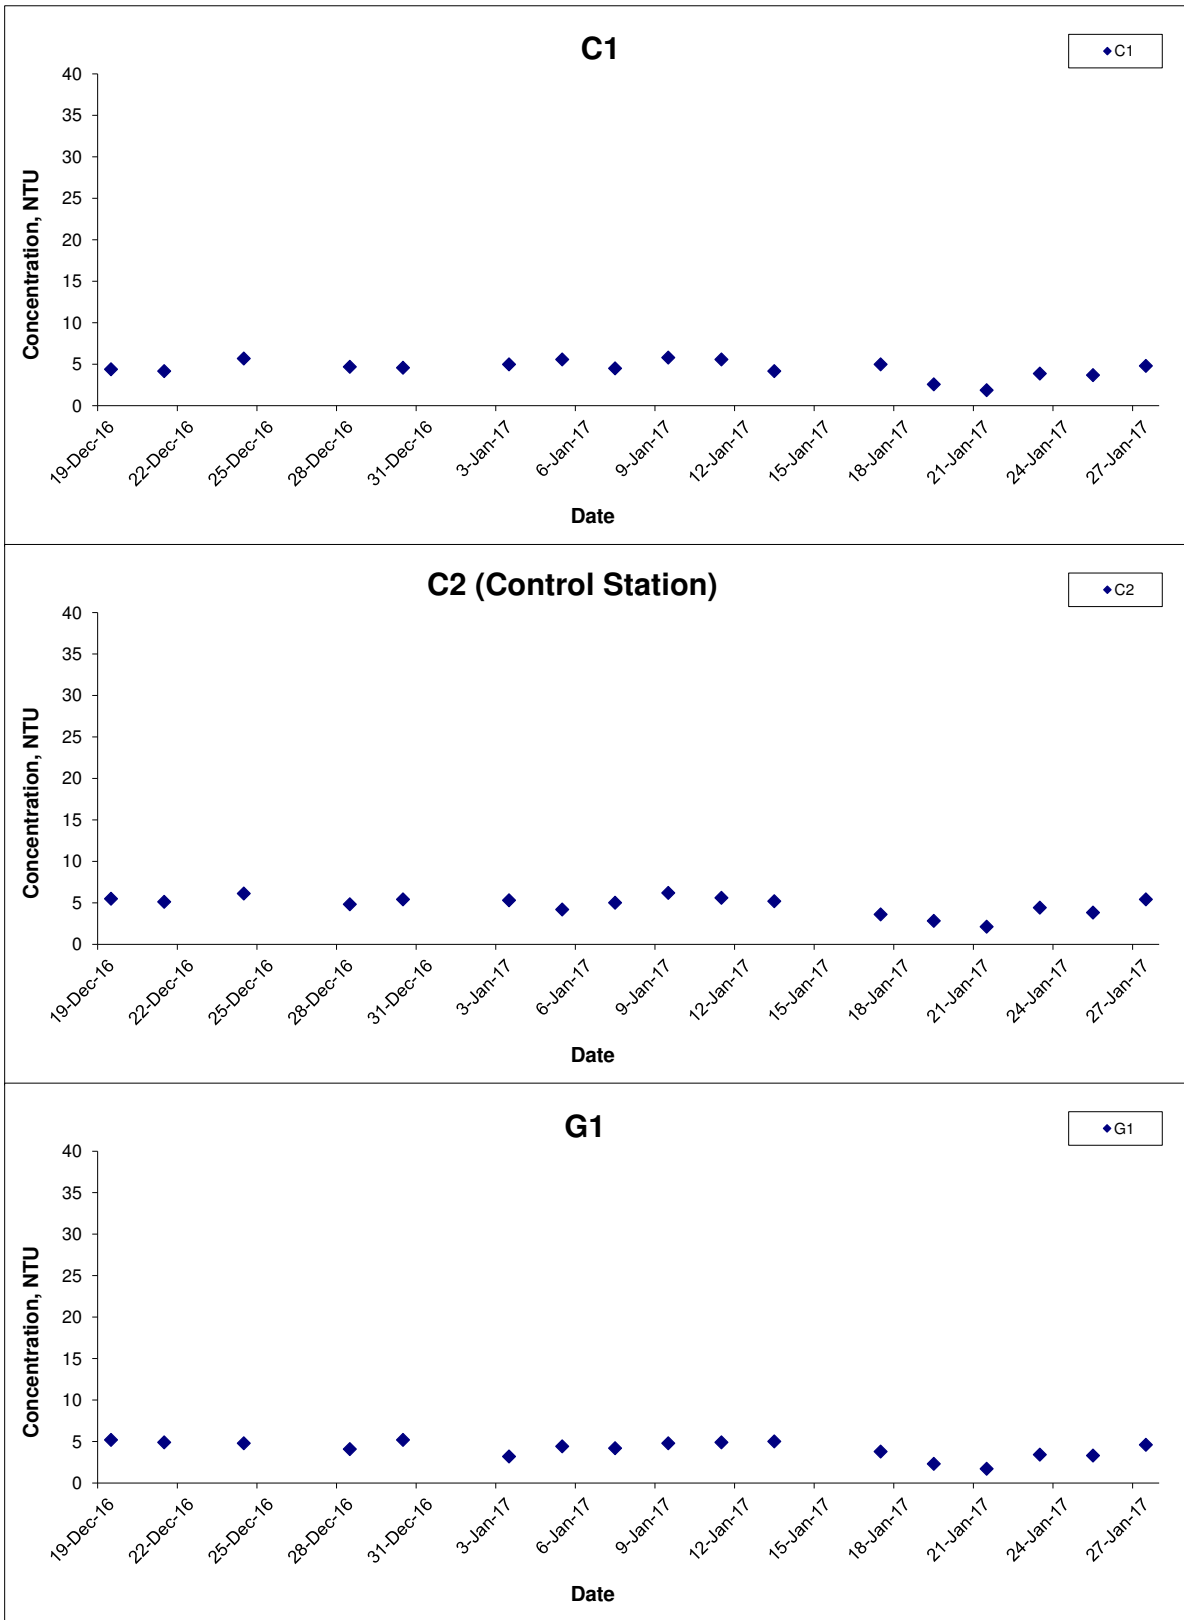 C1
C1
40
35
30
25
20
15
10
5
0
Concentration, NTU
19-Dec-16
22-Dec-16
25-Dec-16
28-Dec-16
31-Dec-16
3-Jan-17
6-Jan-17
9-Jan-17
12-Jan-17
15-Jan-17
18-Jan-17
21-Jan-17
24-Jan-17
27-Jan-17
Date
C2 (Control Station)
C2
40
35
30
25
20
15
10
5
0
Concentration, NTU
19-Dec-16
22-Dec-16
25-Dec-16
28-Dec-16
31-Dec-16
3-Jan-17
6-Jan-17
9-Jan-17
12-Jan-17
15-Jan-17
18-Jan-17
21-Jan-17
24-Jan-17
27-Jan-17
Date
G1
G1
40
35
30
25
20
15
10
5
0
Concentration, NTU
19-Dec-16
22-Dec-16
25-Dec-16
28-Dec-16
31-Dec-16
3-Jan-17
6-Jan-17
9-Jan-17
12-Jan-17
15-Jan-17
18-Jan-17
21-Jan-17
24-Jan-17
27-Jan-17
Date